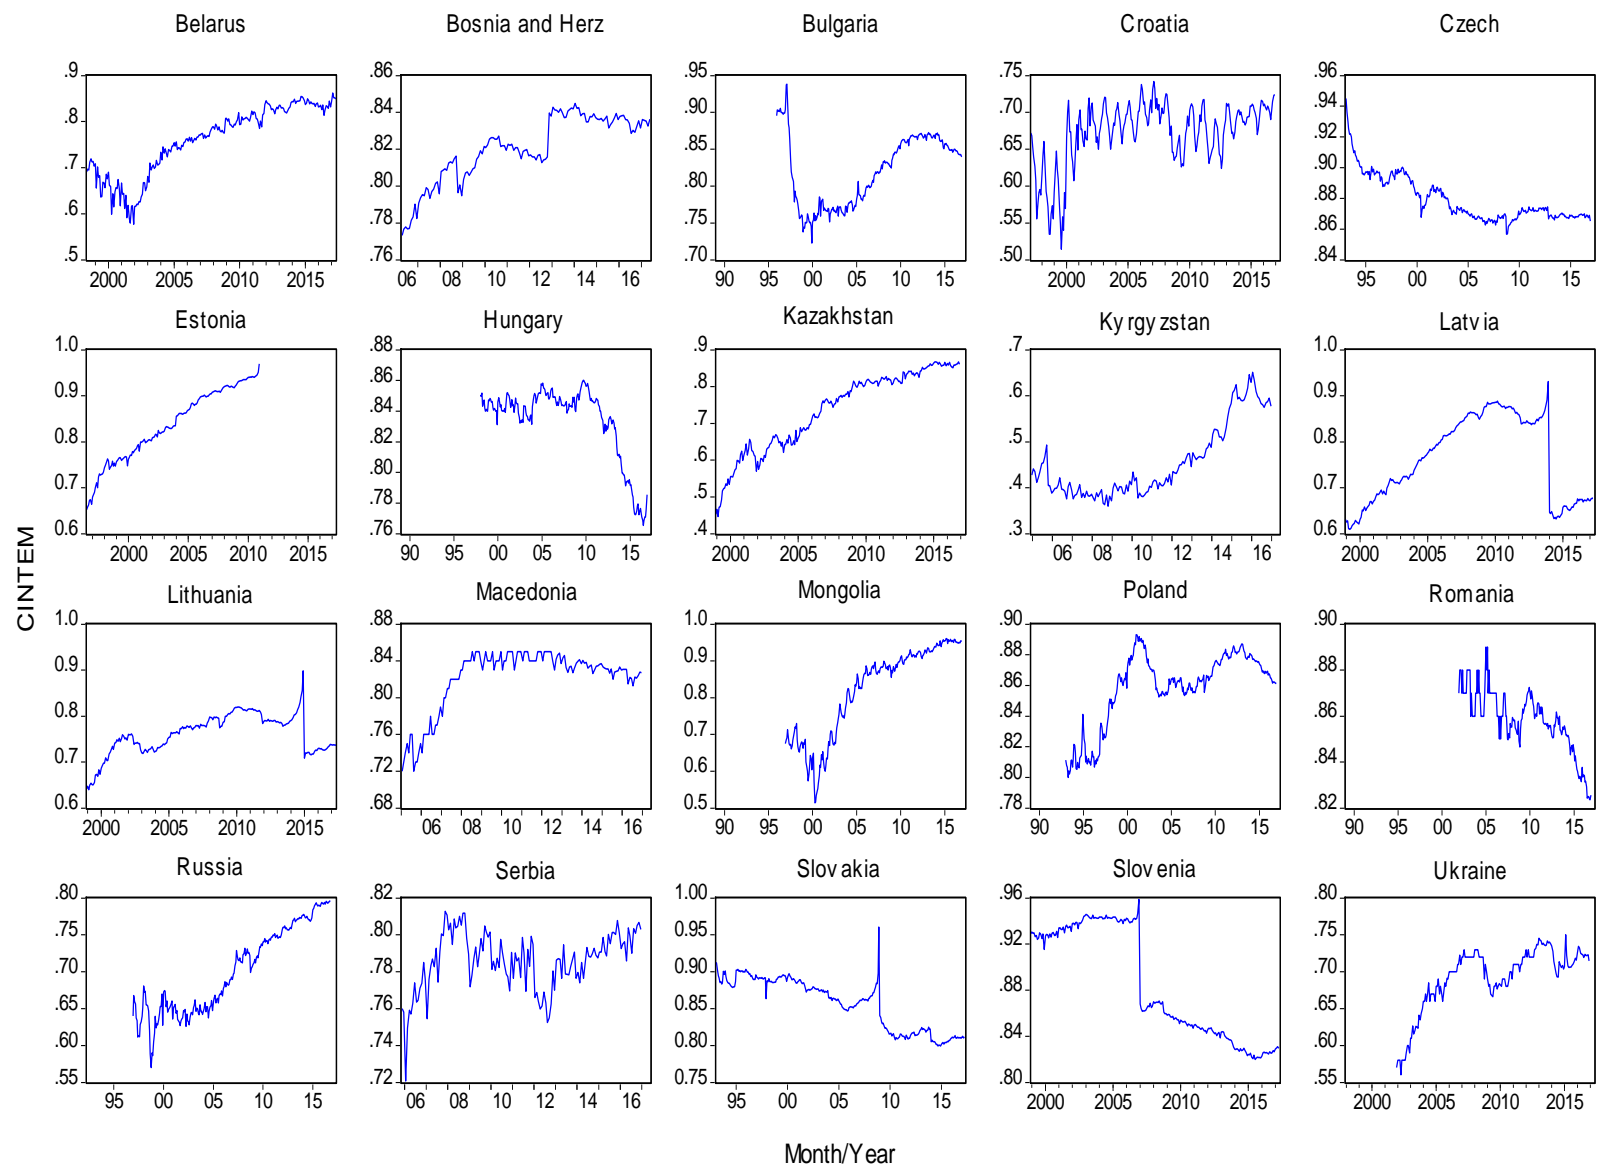 Belarus Bosnia and Herz Bulgaria Croatia Czech
.9 .8 .7 .6 .5
2000 2005 2010 2015
.86 .84 .82 .80 .78 .76
06 08 10 12 14 16
.95 .90 .85 .80 .75 .70
90 95 00 05 10 15
.75 .70 .65 .60 .55 .50
2000 2005 2010 2015
.96 .94 .92 .90 .88 .86 .84
95 00 05 10 15
Estonia Hungary Kazakhstan Kyrgyzstan Latvia
1.0 0.9 0.8 0.7 0.6
2000 2005 2010 2015
.88 .86 .84 .82 .80 .78 .76
90 95 00 05 10 15
.9 .8 .7 .6 .5 .4
2000 2005 2010 2015
.7 .6 .5 .4 .3
06 08 10 12 14 16
1.0 0.9 0.8 0.7 0.6
2000 2005 2010 2015
CINTEM
Lithuania Macedonia Mongolia Poland Romania
1.0 0.9 0.8 0.7 0.6
2000 2005 2010 2015
.88 .84 .80 .76 .72 .68
06 08 10 12 14 16
1.0 0.9 0.8 0.7 0.6 0.5
90 95 00 05 10 15
.90 .88 .86 .84 .82 .80 .78
90 95 00 05 10 15
.90 .88 .86 .84 .82
90 95 00 05 10 15
Russia Serbia Slovakia Slovenia Ukraine
.80 .75 .70 .65 .60 .55
95 00 05 10 15
.82 .80 .78 .76 .74 .72
06 08 10 12 14 16
1.00 0.95 0.90 0.85 0.80 0.75
95 00 05 10 15
.96 .92 .88 .84 .80
2000 2005 2010 2015
.80 .75 .70 .65 .60 .55
2000 2005 2010 2015
Month/Year